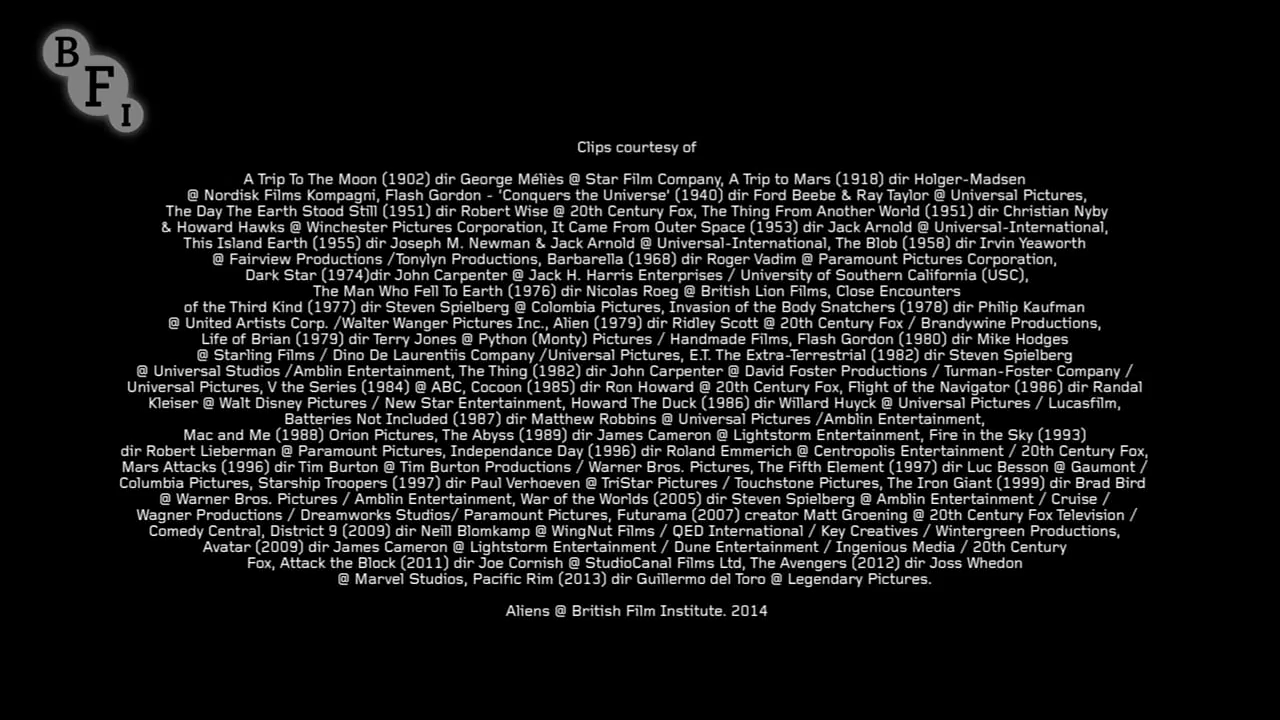 BFI
Clips courtesy of
A Trip To The Moon (1902) dir George Méliès @ Star Film Company, A Trip to Mars (1918) dir Holger-Madsen
@ Nordisk Films Kompagni, Flash Gordon - 'Conquers the Universe' (1940) dir Ford Beebe & Ray Taylor @ Universal Pictures,
The Day The Earth Stood Still (1951) dir Robert Wise @ 20th Century Fox, The Thing From Another World (1951) dir Christian Nyby
& Howard Hawks @ Winchester Pictures Corporation, It Came From Outer Space (1953) dir Jack Arnold @ Universal-International,
This Island Earth (1955) dir Joseph M. Newman & Jack Arnold @ Universal-International, The Blob (1958) dir Irvin Yeaworth
@ Fairview Productions /Tonylyn Productions, Barbarella (1968) dir Roger Vadim @ Paramount Pictures Corporation,
Dark Star (1974)dir John Carpenter @ Jack H. Harris Enterprises / University of Southern California (USC),
The Man Who Fell To Earth (1976) dir Nicolas Roeg @ British Lion Films, Close Encounters
of the Third Kind (1977) dir Steven Spielberg @ Colombia Pictures, Invasion of the Body Snatchers (1978) dir Philip Kaufman
@ United Artists Corp. /Walter Wanger Pictures Inc., Alien (1979) dir Ridley Scott @ 20th Century Fox / Brandywine Productions,
Life of Brian (1979) dir Terry Jones @ Python (Monty) Pictures / Handmade Films, Flash Gordon (1980) dir Mike Hodges
@ Starling Films / Dino De Laurentiis Company /Universal Pictures, E.T. The Extra-Terrestrial (1982) dir Steven Spielberg
@ Universal Studios /Amblin Entertainment, The Thing (1982) dir John Carpenter @ David Foster Productions / Turman-Foster Company /
Universal Pictures, V the Series (1984) @ ABC, Cocoon (1985) dir Ron Howard @ 20th Century Fox, Flight of the Navigator (1986) dir Randal
Kleiser @ Walt Disney Pictures / New Star Entertainment, Howard The Duck (1986) dir Willard Huyck @ Universal Pictures / Lucasfilm,
Batteries Not Included (1987) dir Matthew Robbins @ Universal Pictures /Amblin Entertainment,
Mac and Me (1988) Orion Pictures, The Abyss (1989) dir James Cameron @ Lightstorm Entertainment, Fire in the Sky (1993)
dir Robert Lieberman @ Paramount Pictures, Independance Day (1996) dir Roland Emmerich @ Centropolis Entertainment / 20th Century Fox,
Mars Attacks (1996) dir Tim Burton @ Tim Burton Productions / Warner Bros. Pictures, The Fifth Element (1997) dir Luc Besson @ Gaumont /
Columbia Pictures, Starship Troopers (1997) dir Paul Verhoeven @ TriStar Pictures / Touchstone Pictures, The Iron Giant (1999) dir Brad Bird
@ Warner Bros. Pictures / Amblin Entertainment, War of the Worlds (2005) dir Steven Spielberg @ Amblin Entertainment / Cruise /
Wagner Productions / Dreamworks Studios/ Paramount Pictures, Futurama (2007) creator Matt Groening @ 20th Century Fox Television /
Comedy Central, District 9 (2009) dir Neill Blomkamp @ WingNut Films / QED International / Key Creatives / Wintergreen Productions,
Avatar (2009) dir James Cameron @ Lightstorm Entertainment / Dune Entertainment / Ingenious Media / 20th Century
Fox, Attack the Block (2011) dir Joe Cornish @ StudioCanal Films Ltd, The Avengers (2012) dir Joss Whedon
@ Marvel Studios, Pacific Rim (2013) dir Guillermo del Toro @ Legendary Pictures.
Aliens @ British Film Institute. 2014